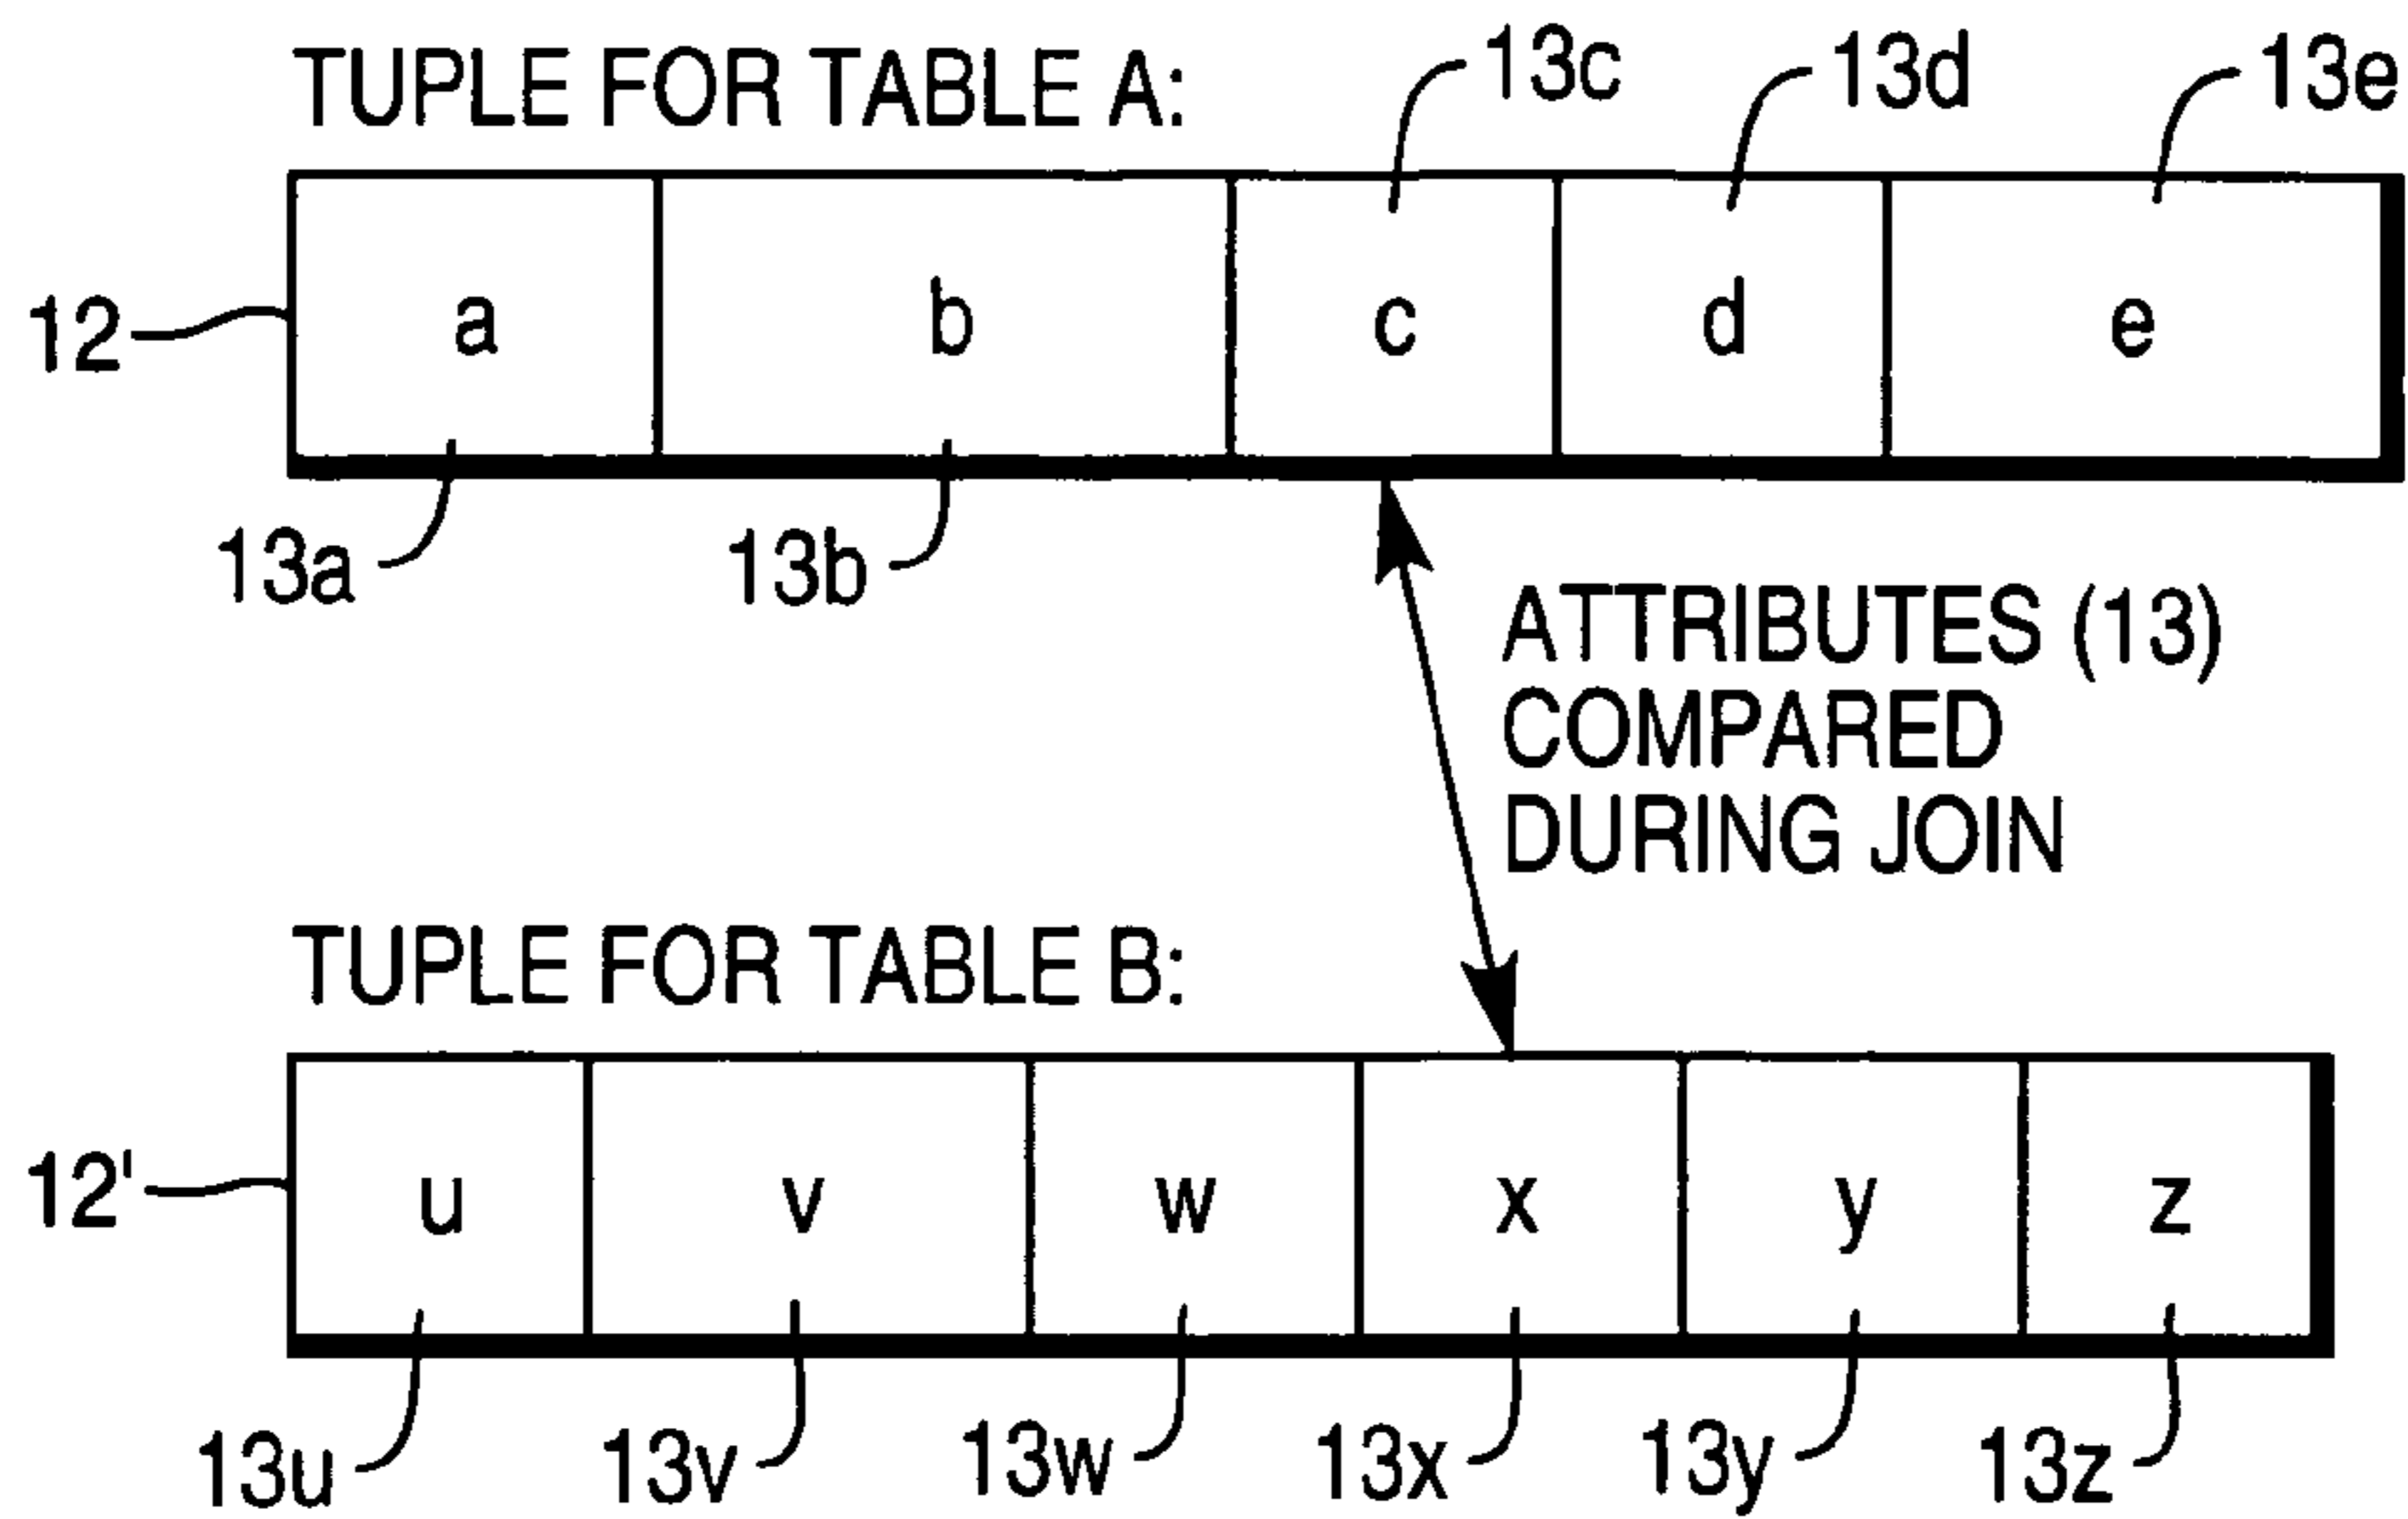 TUPLE FOR TABLE A:
13c
13d
13e
12
a
b
c
d
e
13a
13b
ATTRIBUTES (13)
COMPARED
DURING JOIN
TUPLE FOR TABLE B:
12'
u
v
w
x
y
z
13u
13v
13w
13x
13y
13z